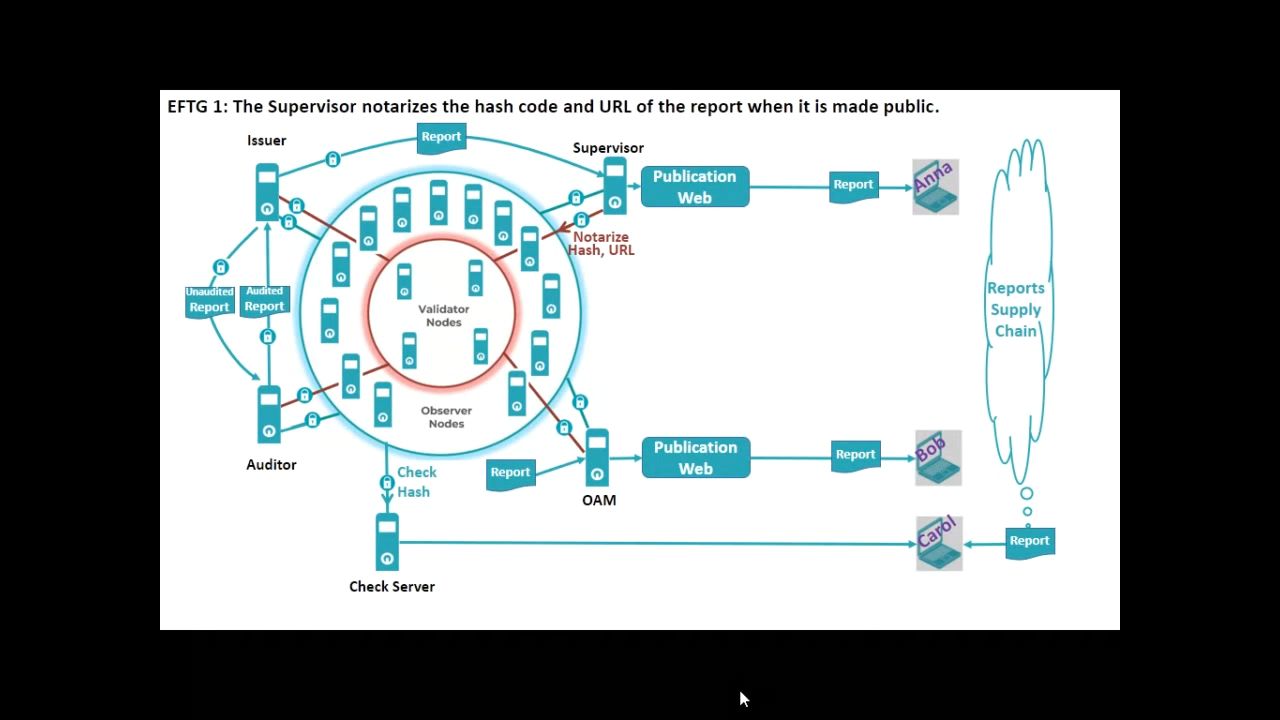 EFTG 1: The Supervisor notarizes the hash code and URL of the report when it is made public.
Issuer
Report
Supervisor
Publication
Web
Report
Anna
Notarize
Hash, URL
Unaudited
Report
Audited
Report
Validator
Nodes
Reports
Supply
Chain
Observer
Nodes
Auditor
Check
Hash
Report
OAM
Publication
Web
Report
Bob
Carol
Report
Check Server